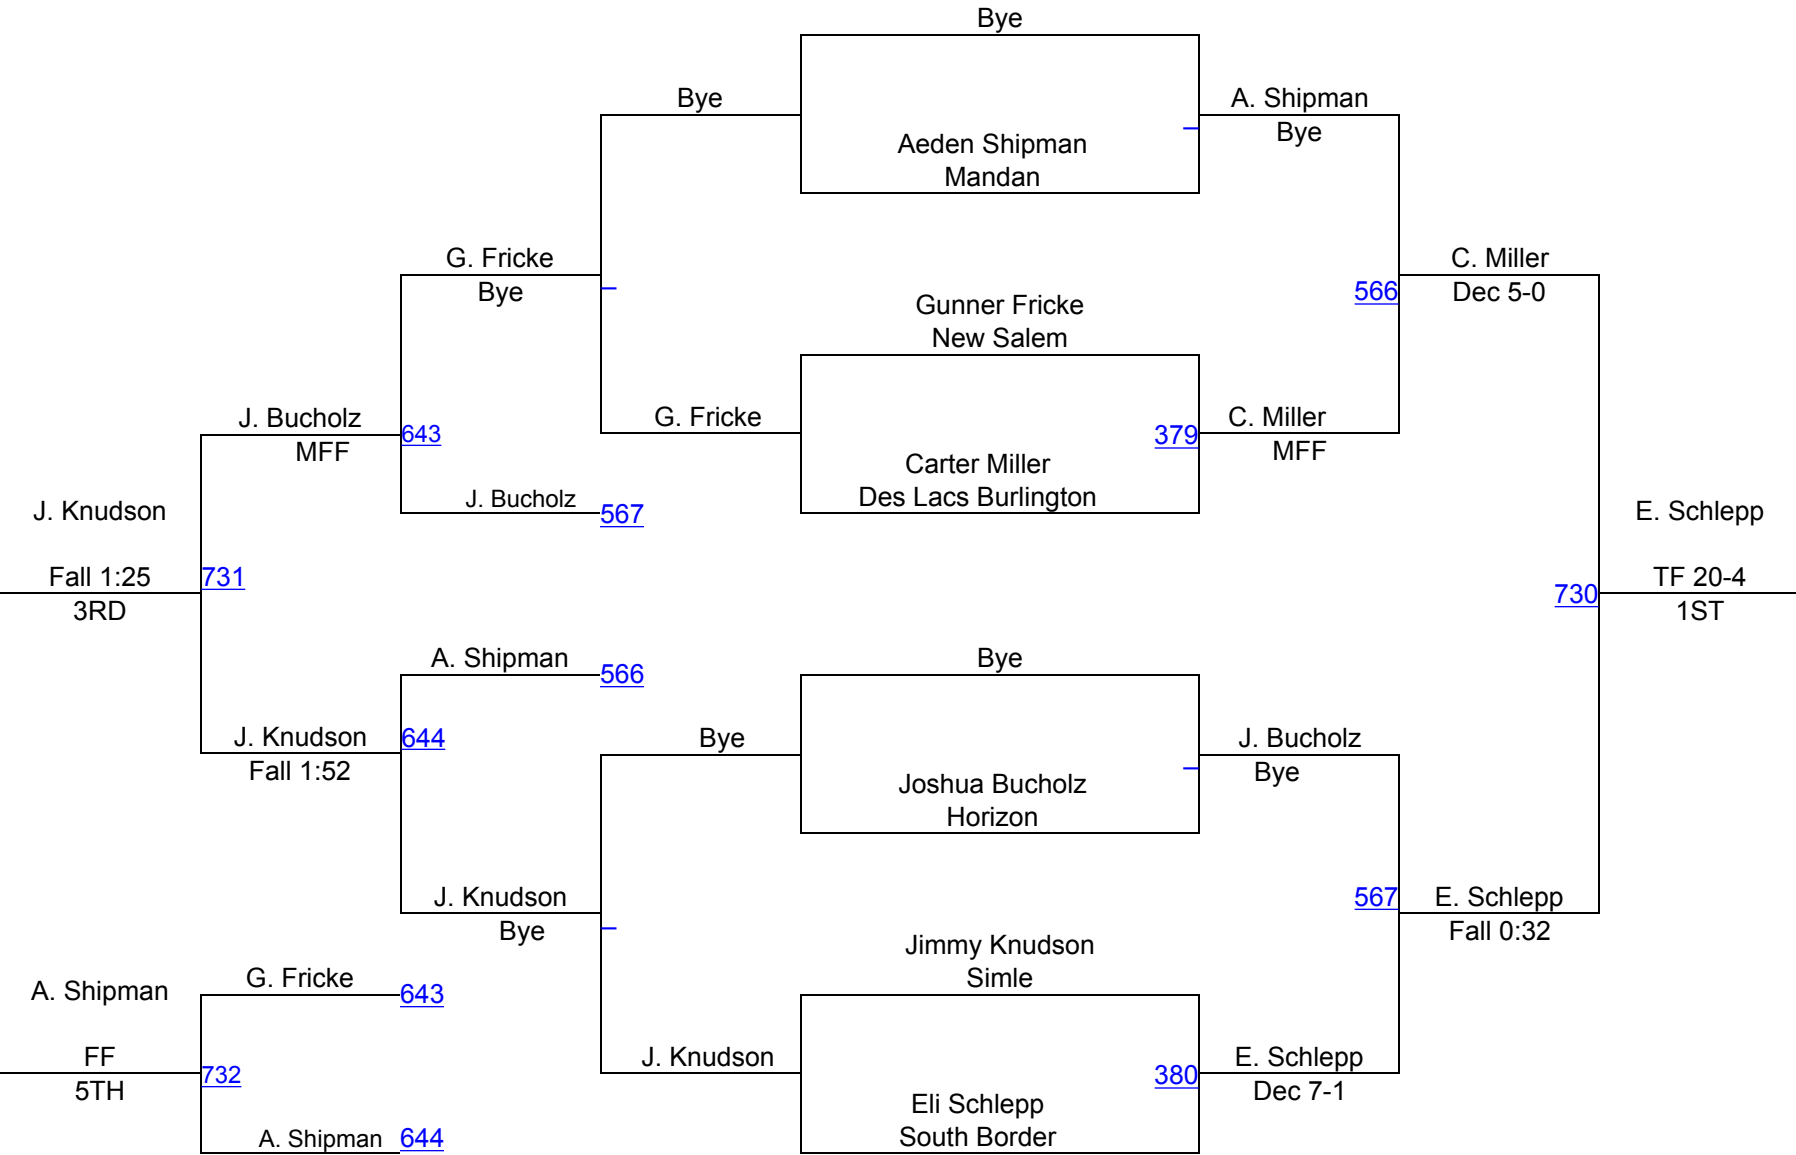 Bye
Bye
A. Shipman
Bye
Aeden Shipman
Mandan
G. Fricke
Bye
C. Miller
566
Dec 5-0
Gunner Fricke
New Salem
J. Bucholz
643
MFF
G. Fricke
379
C. Miller
MFF
Carter Miller
Des Lacs Burlington
J. Bucholz
567
J. Knudson
E. Schlepp
Fall 1:25
731
3RD
730
TF 20-4
1ST
A. Shipman
566
Bye
J. Knudson
644
Fall 1:52
Bye
J. Bucholz
Bye
Joshua Bucholz
Horizon
J. Knudson
Bye
567
E. Schlepp
Fall 0:32
Jimmy Knudson
Simle
A. Shipman
G. Fricke
643
FF
732
5TH
J. Knudson
380
E. Schlepp
Dec 7-1
Eli Schlepp
South Border
A. Shipman
644